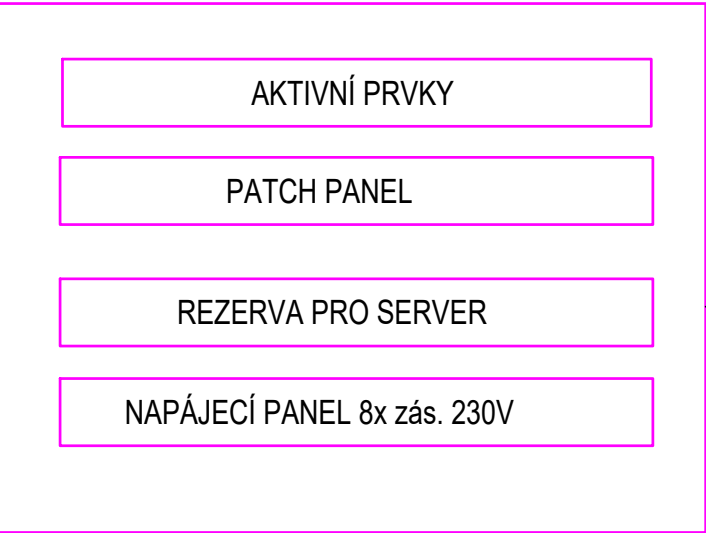 AKTIVNÍ PRVKY
PATCH PANEL
REZERVA PRO SERVER
NAPÁJECÍ PANEL 8x zás. 230V